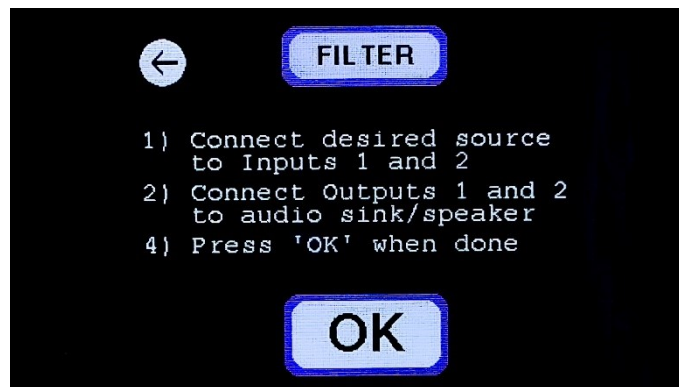 FILTER
1) Connect desired source
to Inputs 1 and 2
2) Connect Outputs 1 and 2
to audio sink/speaker
4) Press 'OK' when done
OK